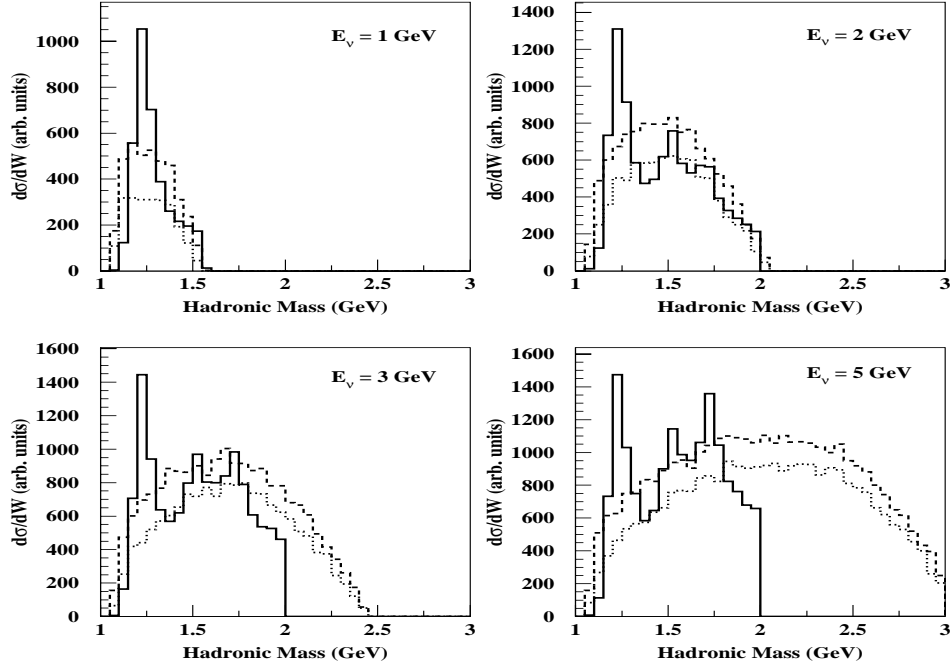 E_ν = 1 GeV
dσ/dW (arb. units)
1000
800
600
400
200
0
1 1.5 2 2.5 3
Hadronic Mass (GeV)
E_ν = 2 GeV
dσ/dW (arb. units)
1400
1200
1000
800
600
400
200
0
1 1.5 2 2.5 3
Hadronic Mass (GeV)
E_ν = 3 GeV
dσ/dW (arb. units)
1600
1400
1200
1000
800
600
400
200
0
1 1.5 2 2.5 3
Hadronic Mass (GeV)
E_ν = 5 GeV
dσ/dW (arb. units)
1600
1400
1200
1000
800
600
400
200
0
1 1.5 2 2.5 3
Hadronic Mass (GeV)